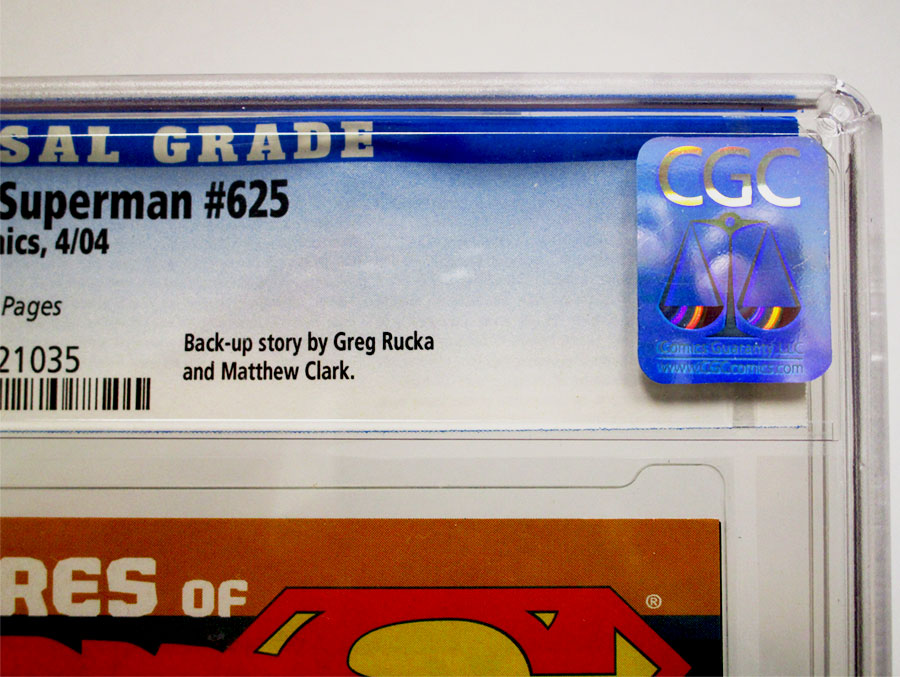 SAL GRADE
CGC
Superman #625
ics, 4/04
Pages
21035
Back-up story by Greg Rucka
and Matthew Clark.
Comics Guaranty LLC
www.CGCcomics.com
RES OF
®